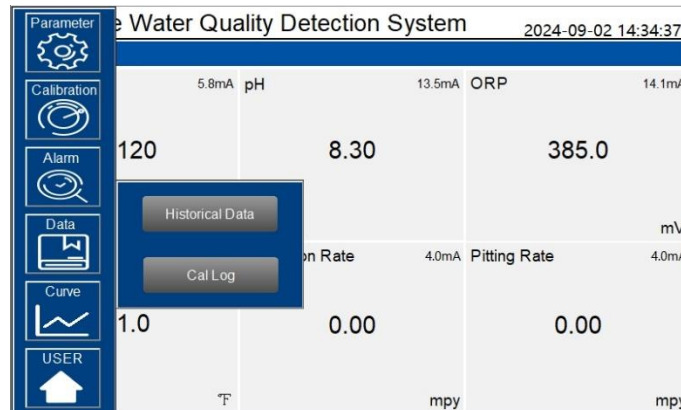 Parameter
Calibration
Alarm
Data
Curve
USER
Water Quality Detection System
2024-09-02 14:34:37
5.8mA
120
pH
13.5mA
8.30
ORP
14.1mA
385.0
mV
Historical Data
Cal Log
1.0
°F
Rate
4.0mA
0.00
mpy
Pitting Rate
4.0mA
0.00
mpy